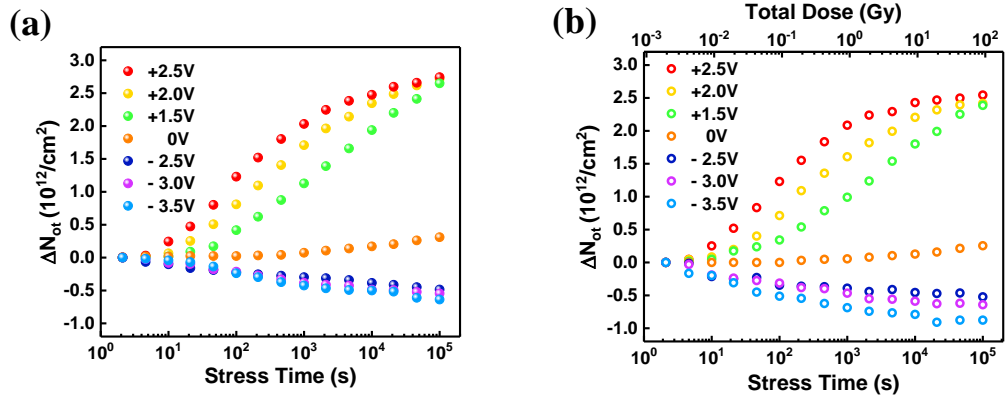 (a)
3.0
2.5
2.0
1.5
1.0
0.5
0.0
-0.5
-1.0
ΔNot (10^12/cm^2)
+2.5V
+2.0V
+1.5V
0V
- 2.5V
- 3.0V
- 3.5V
10^0 10^1 10^2 10^3 10^4 10^5
Stress Time (s)
(b)
Total Dose (Gy)
10^-3 10^-2 10^-1 10^0 10^1 10^2
3.0
2.5
2.0
1.5
1.0
0.5
0.0
-0.5
-1.0
ΔNot (10^12/cm^2)
+2.5V
+2.0V
+1.5V
0V
- 2.5V
- 3.0V
- 3.5V
10^0 10^1 10^2 10^3 10^4 10^5
Stress Time (s)